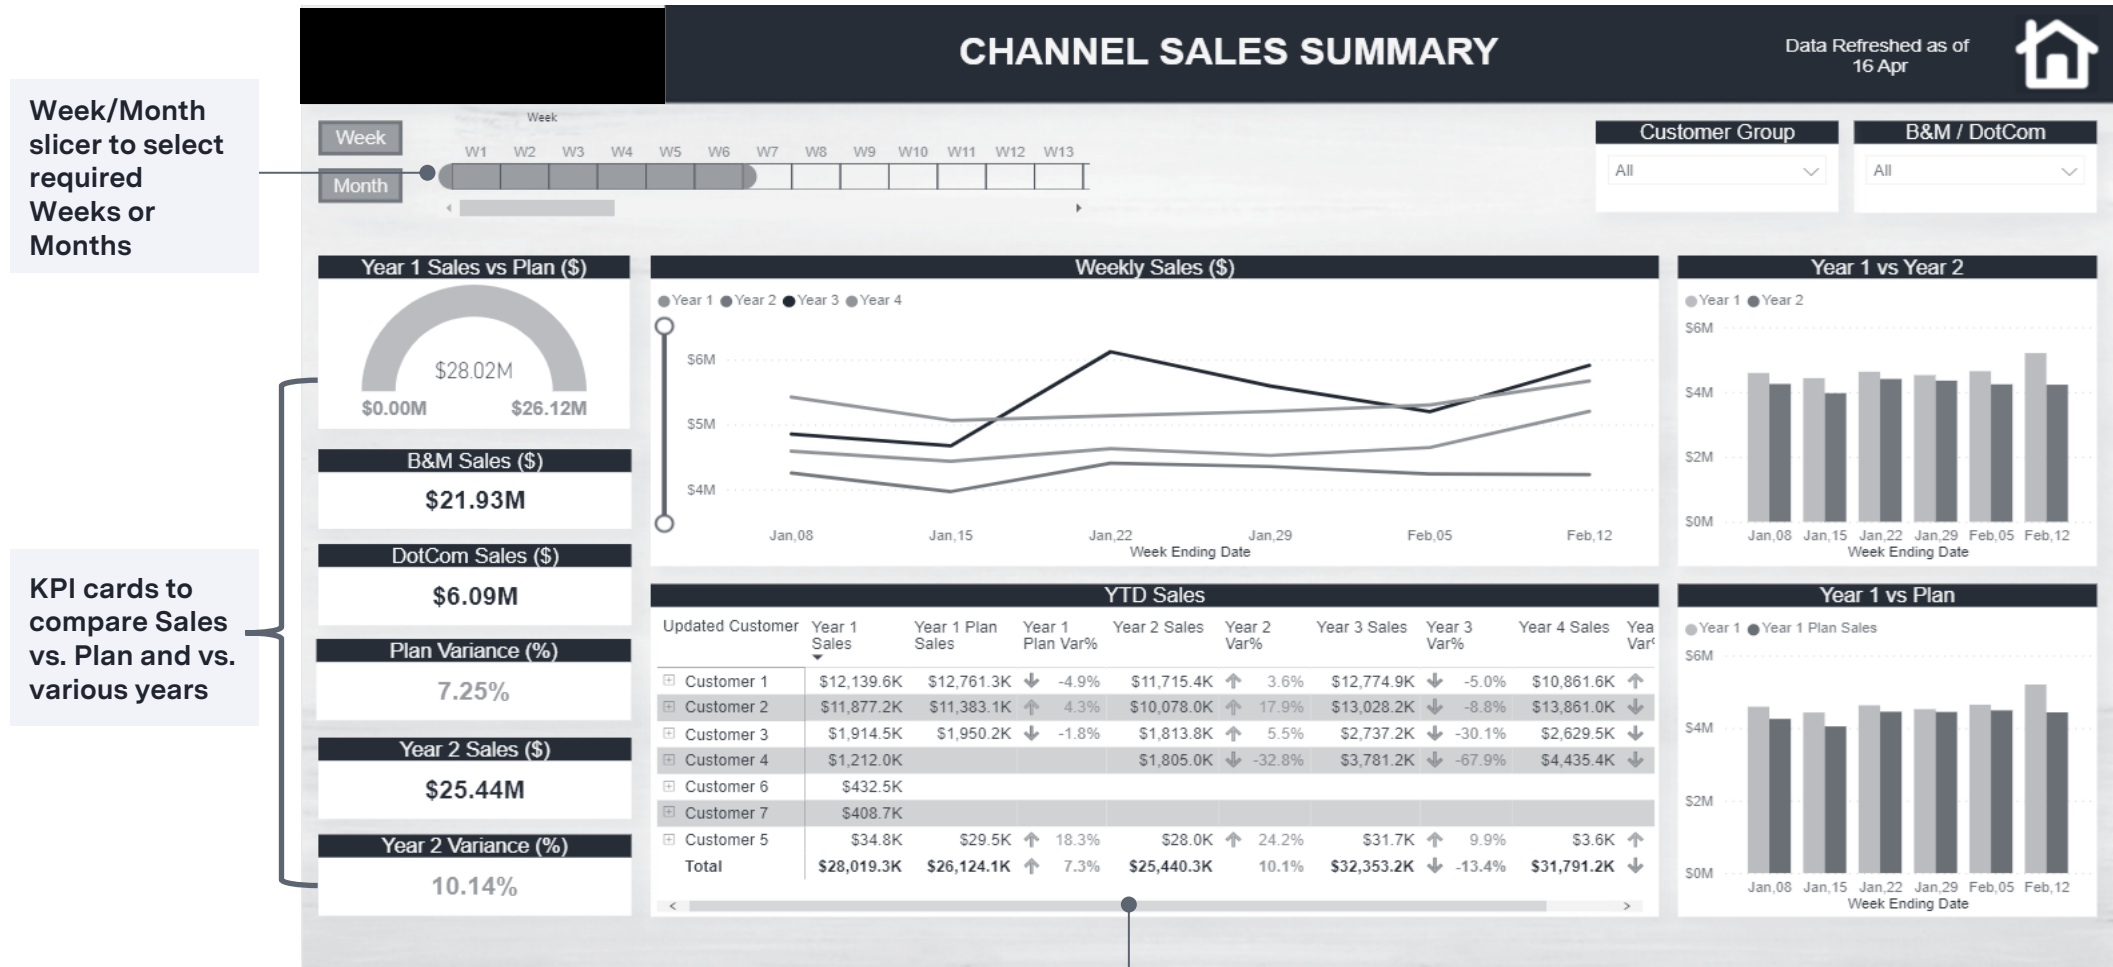 CHANNEL SALES SUMMARY
Data Refreshed as of
16 Apr
Week/Month
slicer to select
required
Weeks or
Months
Week
Month
Week
W1 W2 W3 W4 W5 W6 W7 W8 W9 W10 W11 W12 W13
Customer Group
All
B&M / DotCom
All
KPI cards to
compare Sales
vs. Plan and vs.
various years
Year 1 Sales vs Plan ($)
$28.02M
$0.00M $26.12M
B&M Sales ($)
$21.93M
DotCom Sales ($)
$6.09M
Plan Variance (%)
7.25%
Year 2 Sales ($)
$25.44M
Year 2 Variance (%)
10.14%
Weekly Sales ($)
Year 1 Year 2 Year 3 Year 4
$6M
$5M
$4M
Jan,08 Jan,15 Jan,22 Jan,29 Feb,05 Feb,12
Week Ending Date
Year 1 vs Year 2
Year 1 Year 2
$6M
$4M
$2M
$0M
Jan,08 Jan,15 Jan,22 Jan,29 Feb,05 Feb,12
Week Ending Date
YTD Sales
Updated Customer Year 1 Year 1 Plan Year 1 Year 2 Sales Year 2 Year 3 Sales Year 3 Year 4 Sales Yea
Sales Sales Plan Var% Var% Var% Var%
Customer 1 $12,139.6K $12,761.3K -4.9% $11,715.4K 3.6% $12,774.9K -5.0% $10,861.6K
Customer 2 $11,877.2K $11,383.1K 4.3% $10,078.0K 17.9% $13,028.2K -8.8% $13,861.0K
Customer 3 $1,914.5K $1,950.2K -1.8% $1,813.8K 5.5% $2,737.2K -30.1% $2,629.5K
Customer 4 $1,212.0K $1,805.0K -32.8% $3,781.2K -67.9% $4,435.4K
Customer 6 $432.5K
Customer 7 $408.7K
Customer 5 $34.8K $29.5K 18.3% $28.0K 24.2% $31.7K 9.9% $3.6K
Total $28,019.3K $26,124.1K 7.3% $25,440.3K 10.1% $32,353.2K -13.4% $31,791.2K
Year 1 vs Plan
Year 1 Year 1 Plan Sales
$6M
$4M
$2M
$0M
Jan,08 Jan,15 Jan,22 Jan,29 Feb,05 Feb,12
Week Ending Date